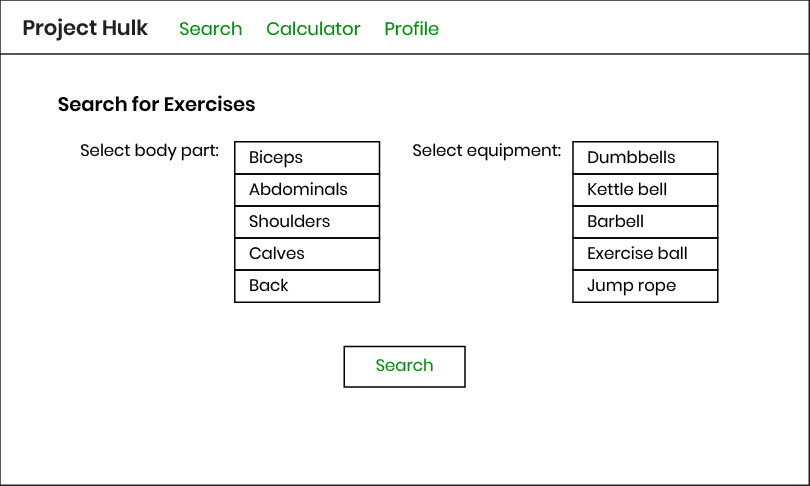 Project Hulk Search Calculator Profile
Search for Exercises
Select body part:
Biceps
Abdominals
Shoulders
Calves
Back
Select equipment:
Dumbbells
Kettle bell
Barbell
Exercise ball
Jump rope
Search